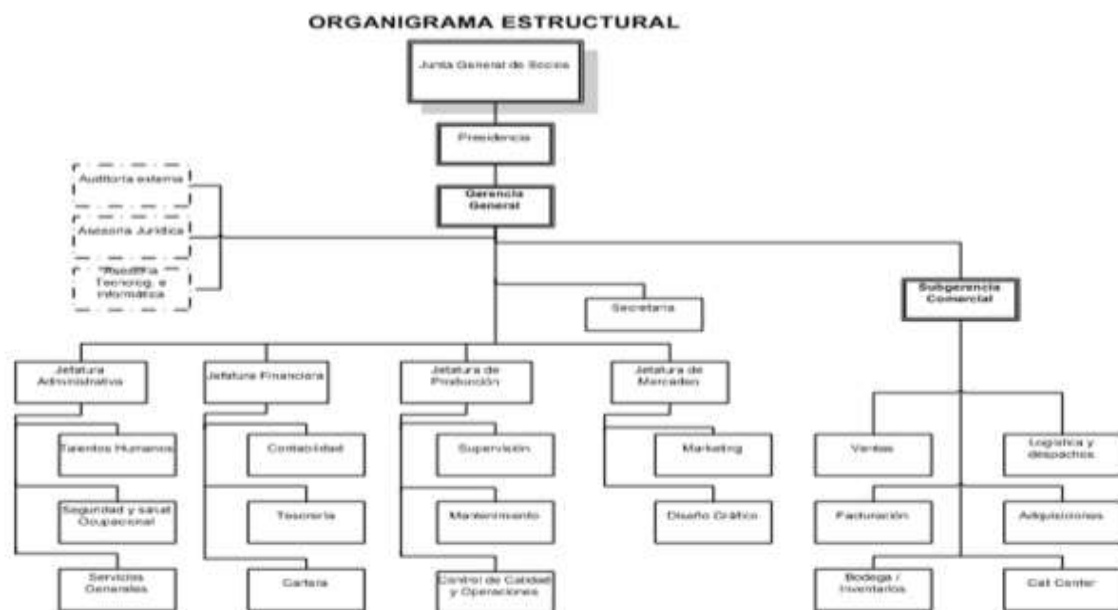 ORGANIGRAMA ESTRUCTURAL
Junta General de Socios
Presidencia
Gerencia
General
Auditoria externa
Asesoría Jurídica
Asesoría
Tecnolog. e
Informática
Secretaria
Subgerencia
Comercial
Jefatura
Administrativa
Jefatura Financiera
Jefatura de
Producción
Jefatura de
Mercadeo
Talentos Humanos
Contabilidad
Supervisión
Marketing
Ventas
Logística y
despachos
Seguridad y salud
Ocupacional
Tesorería
Mantenimiento
Diseño Gráfico
Facturación
Adquisiciones
Servicios
Generales
Cartera
Control de Calidad
y Operaciones
Bodega /
Inventarios
Call Center